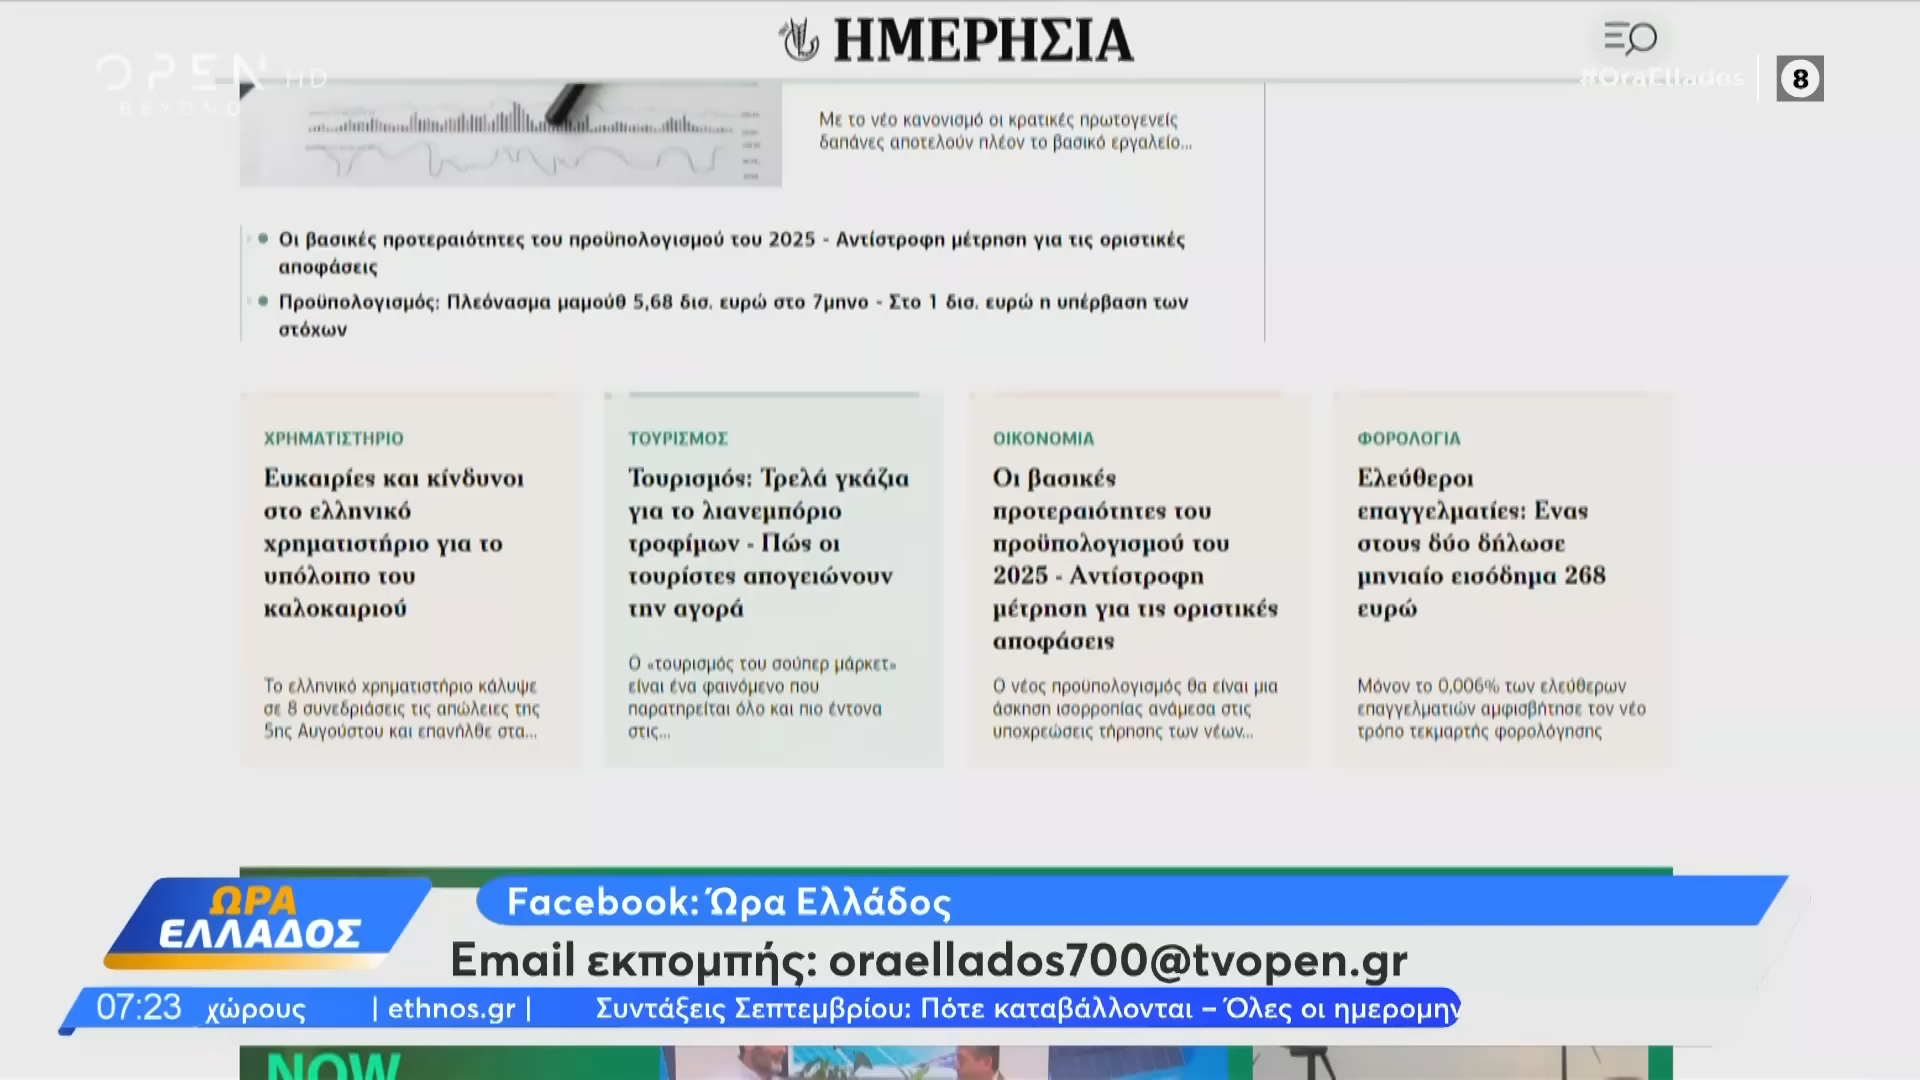 ΗΜΕΡΗΣΙΑ
OPEN HD
BEYOND
#OraEllados
8
Με το νέο κανονισμό οι κρατικές πρωτογενείς
δαπάνες αποτελούν πλέον το βασικό εργαλείο...
Οι βασικές προτεραιότητες του προϋπολογισμού του 2025 - Αντίστροφη μέτρηση για τις οριστικές
αποφάσεις
Προϋπολογισμός: Πλεόνασμα μαμούθ 5,68 δισ. ευρώ στο 7μηνο - Στο 1 δισ. ευρώ η υπέρβαση των
στόχων
ΧΡΗΜΑΤΙΣΤΗΡΙΟ
Ευκαιρίες και κίνδυνοι
στο ελληνικό
χρηματιστήριο για το
υπόλοιπο του
καλοκαιριού
Το ελληνικό χρηματιστήριο κάλυψε
σε 8 συνεδριάσεις τις απώλειες της
5ης Αυγούστου και επανήλθε στα...
ΤΟΥΡΙΣΜΟΣ
Τουρισμός: Τρελά γκάζια
για το λιανεμπόριο
τροφίμων - Πώς οι
τουρίστες απογειώνουν
την αγορά
Ο «τουρισμός του σούπερ μάρκετ»
είναι ένα φαινόμενο που
παρατηρείται όλο και πιο έντονα
στις...
ΟΙΚΟΝΟΜΙΑ
Οι βασικές
προτεραιότητες του
προϋπολογισμού του
2025 - Αντίστροφη
μέτρηση για τις οριστικές
αποφάσεις
Ο νέος προϋπολογισμός θα είναι μια
άσκηση ισορροπίας ανάμεσα στις
υποχρεώσεις τήρησης των νέων...
ΦΟΡΟΛΟΓΙΑ
Ελεύθεροι
επαγγελματίες: Ενας
στους δύο δήλωσε
μηνιαίο εισόδημα 268
ευρώ
Μόνον το 0,006% των ελεύθερων
επαγγελματιών αμφισβήτησε τον νέο
τρόπο τεκμαρτής φορολόγησης
ΩΡΑ
ΕΛΛΑΔΟΣ
Facebook: Ώρα Ελλάδος
Email εκπομπής: oraellados700@tvopen.gr
07:23 χώρους | ethnos.gr | Συντάξεις Σεπτεμβρίου: Πότε καταβάλλονται – Όλες οι ημερομην
NOW